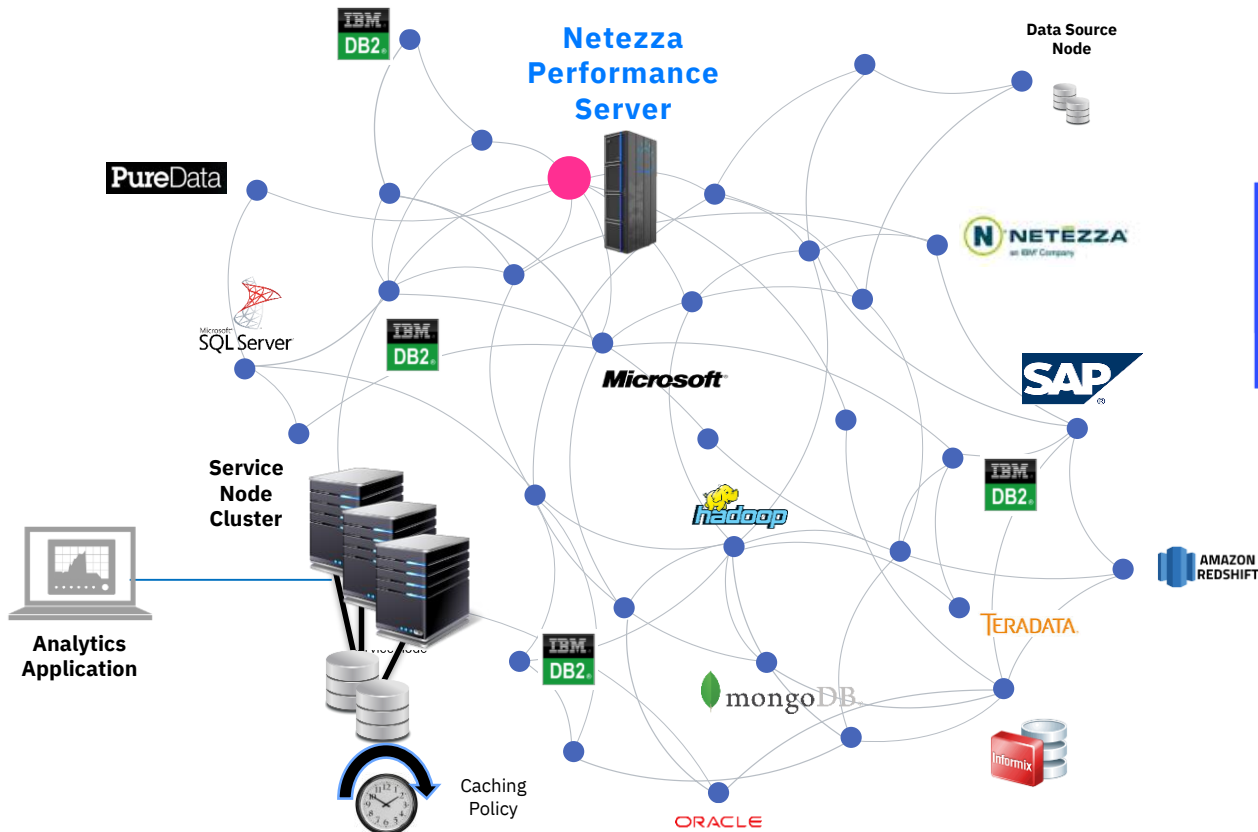 IBM
DB2®
Netezza
Performance
Server
Data Source
Node
PureData
NETEZZA
an IBM® Company
Microsoft®
SQL Server
IBM
DB2®
Microsoft®
SAP
®
Service
Node
Cluster
IBM
DB2®
hadoop
AMAZON
REDSHIFT
Analytics
Application
TERADATA
IBM
DB2®
mongoDB
Informix
Caching
Policy
ORACLE